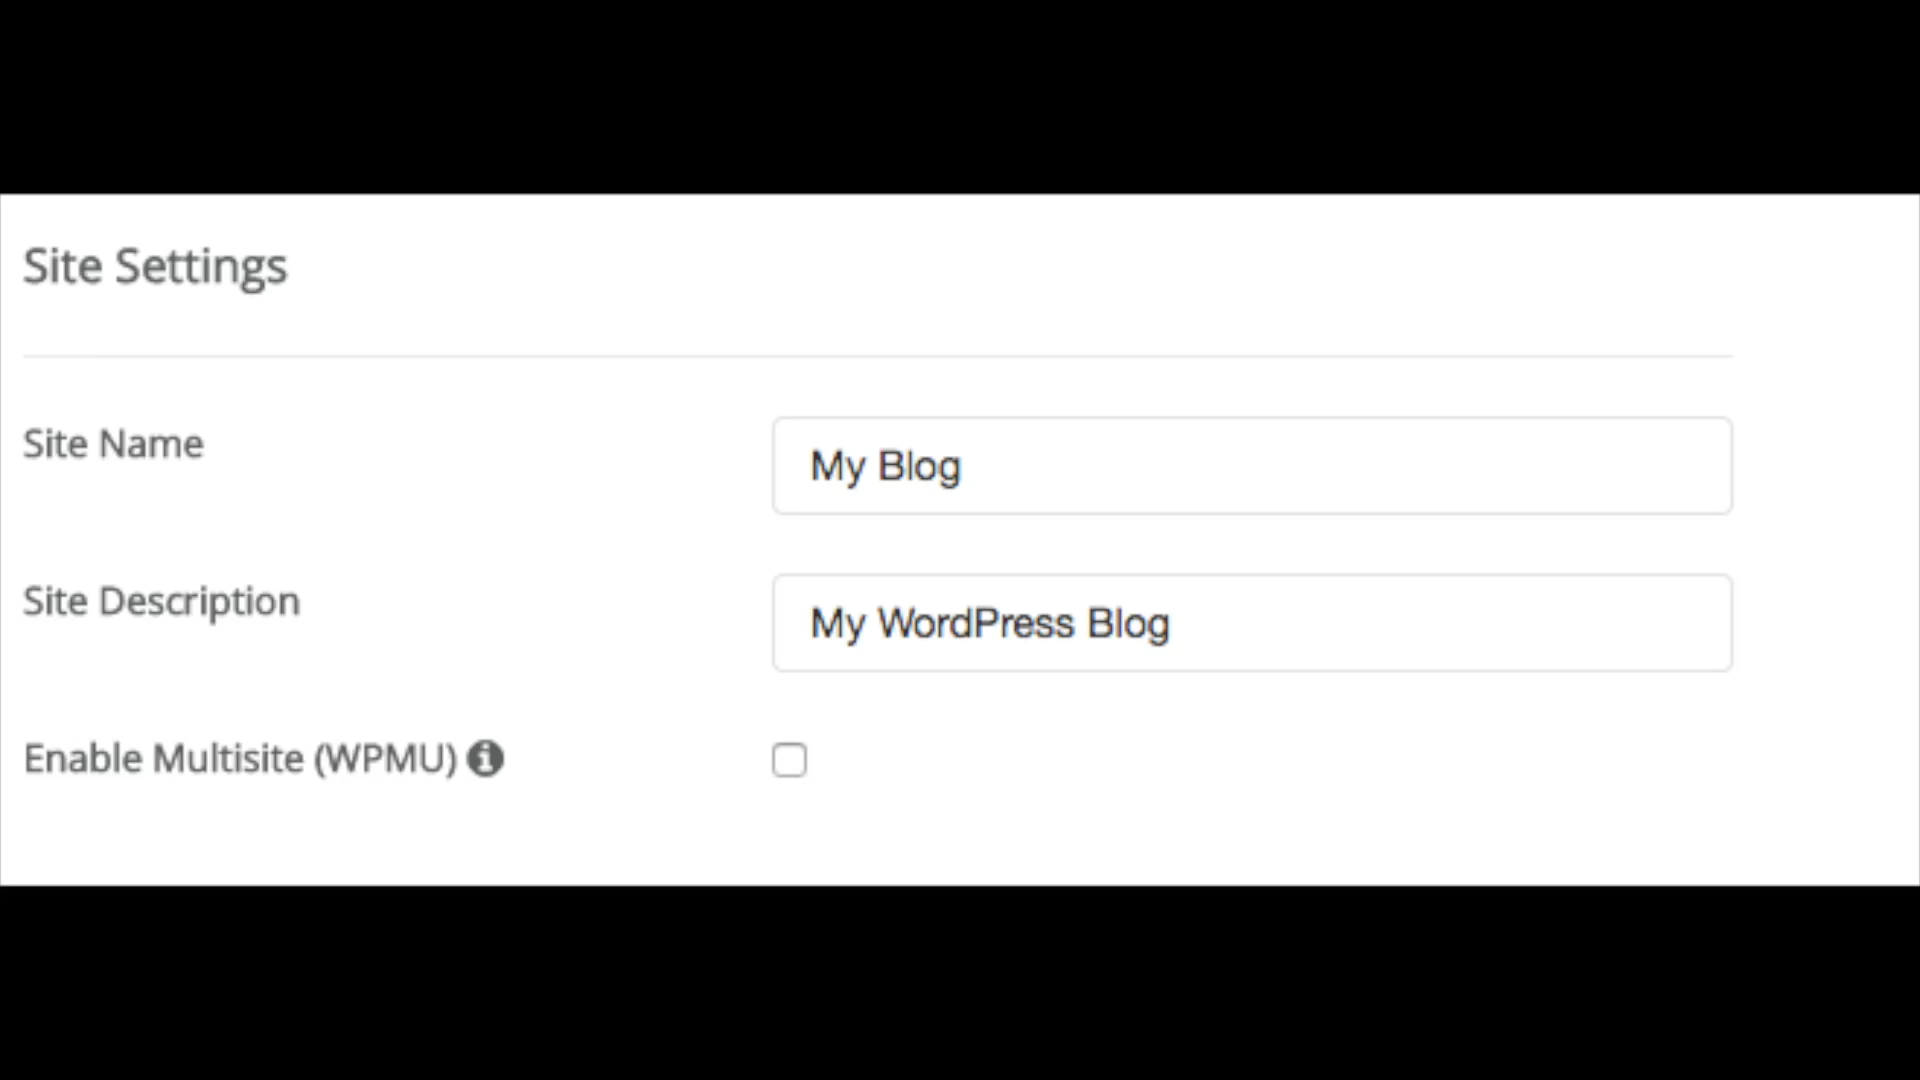 Site Settings
Site Name
My Blog
Site Description
My WordPress Blog
Enable Multisite (WPMU)